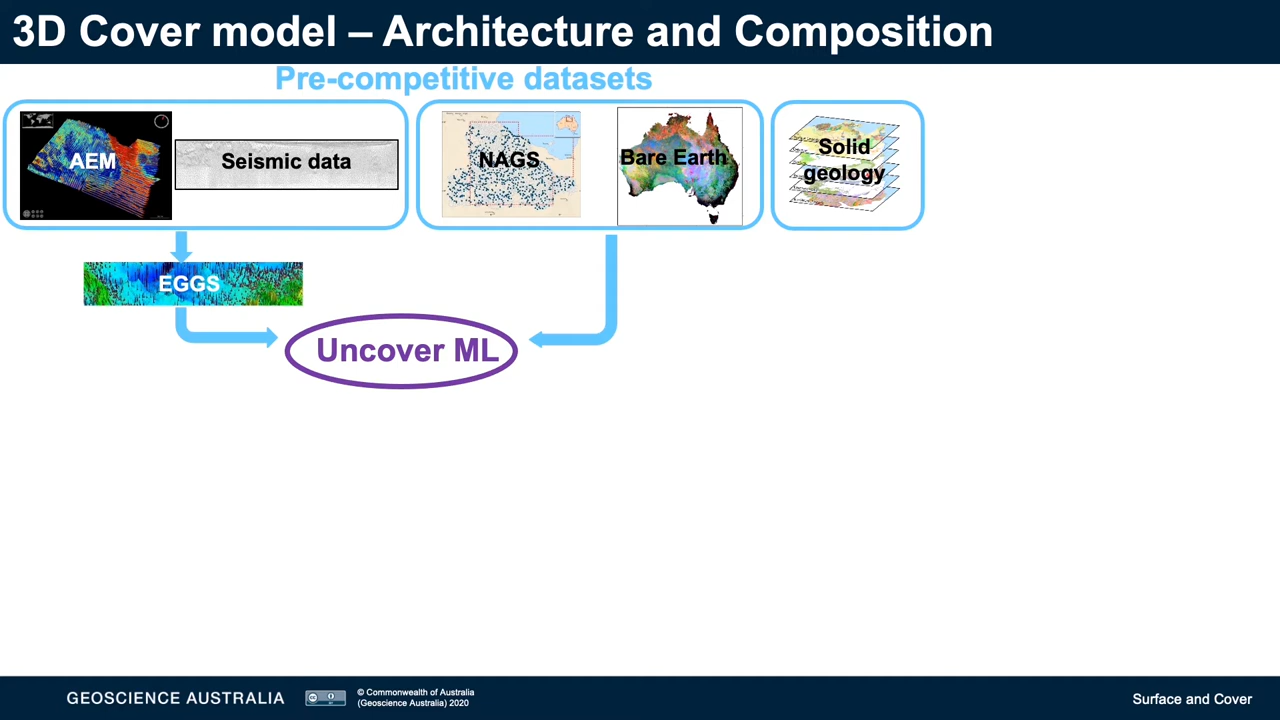 3D Cover model – Architecture and Composition
Pre-competitive datasets
AEM
Seismic data
NAGS
Bare Earth
Solid
geology
EGGS
Uncover ML
GEOSCIENCE AUSTRALIA
© Commonwealth of Australia
(Geoscience Australia) 2020
Surface and Cover